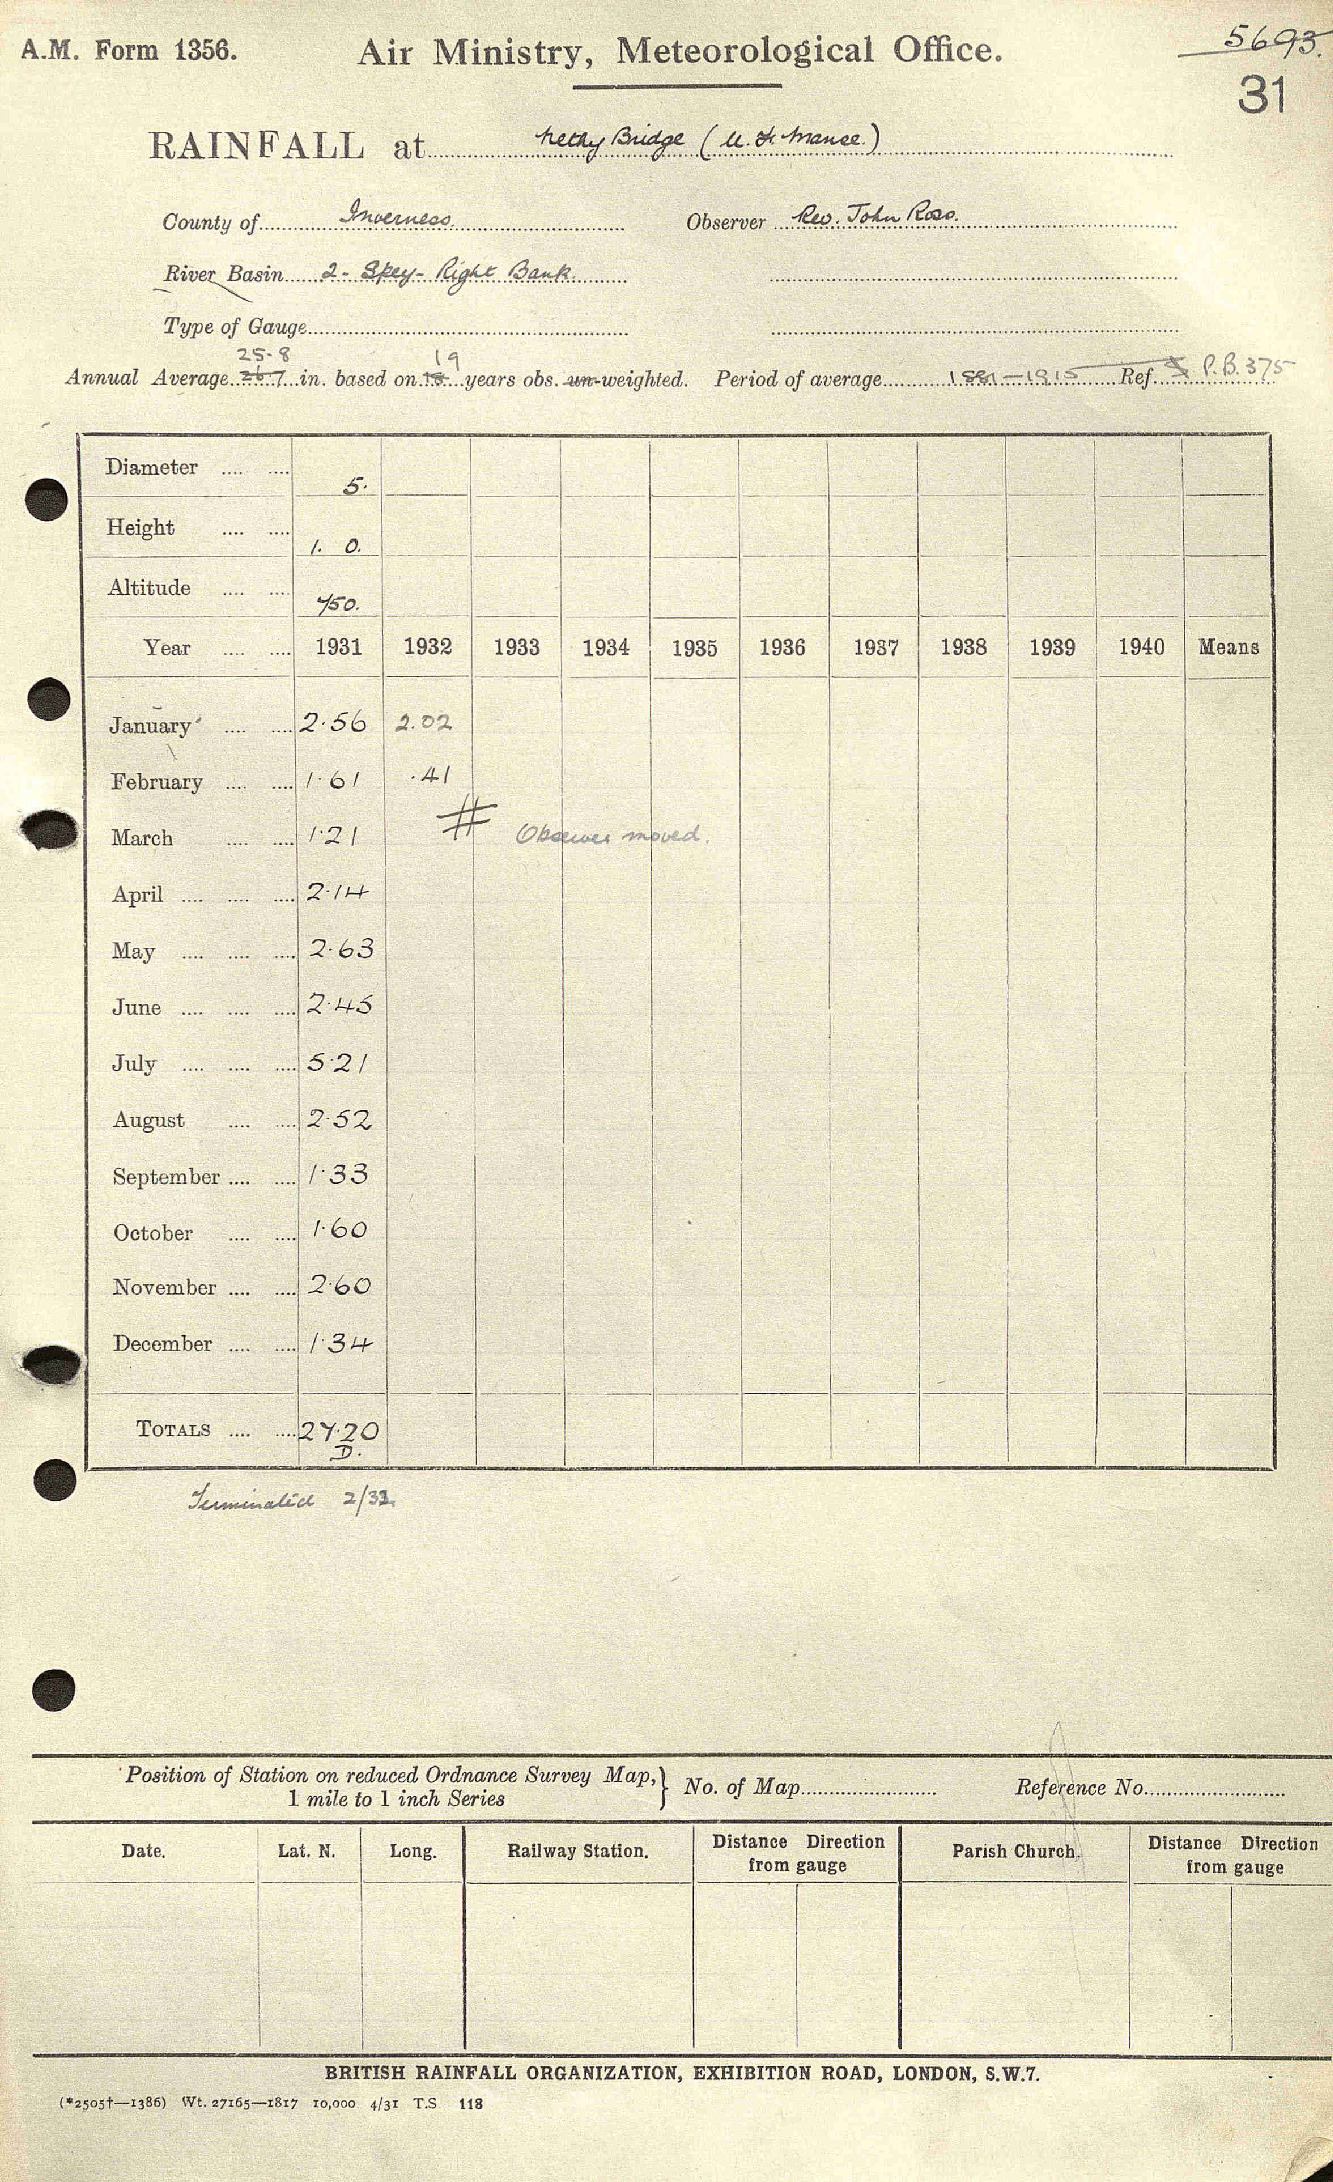 A.M. Form 1356. Air Ministry, Meteorological Office. 5693.
31
RAINFALL at Nethy Bridge (U.F. Manse.)
County of Inverness. Observer Rev. John Ross.
River Basin 2 - Spey - Right Bank.
Type of Gauge
25.8 19
Annual Average 26.7 in. based on 18 years obs. un-weighted. Period of average 1881-1915 Ref. P.B. 375
Diameter .... .... 5.
Height .... .... 1. 0.
Altitude .... .... 750.
Year .... .... 1931 1932 1933 1934 1935 1936 1937 1938 1939 1940 Means
January .... .... 2.56 2.02
February .... .... 1.61 .41
March .... .... 1.21 Observer moved.
April .... .... .... 2.14
May .... .... .... 2.63
June .... .... .... 2.45
July .... .... .... 5.21
August .... .... 2.52
September .... .... 1.33
October .... .... 1.60
November .... .... 2.60
December .... .... 1.34
TOTALS .... .... 27.20
D.
Terminated 2/32
Position of Station on reduced Ordnance Survey Map,} No. of Map Reference No.
1 mile to 1 inch Series
Date. Lat. N. Long. Railway Station. Distance Direction from gauge Parish Church. Distance Direction from gauge
BRITISH RAINFALL ORGANIZATION, EXHIBITION ROAD, LONDON, S.W.7.
(*2505†—1386) Wt. 27165—1817 10,000 4/31 T.S 118